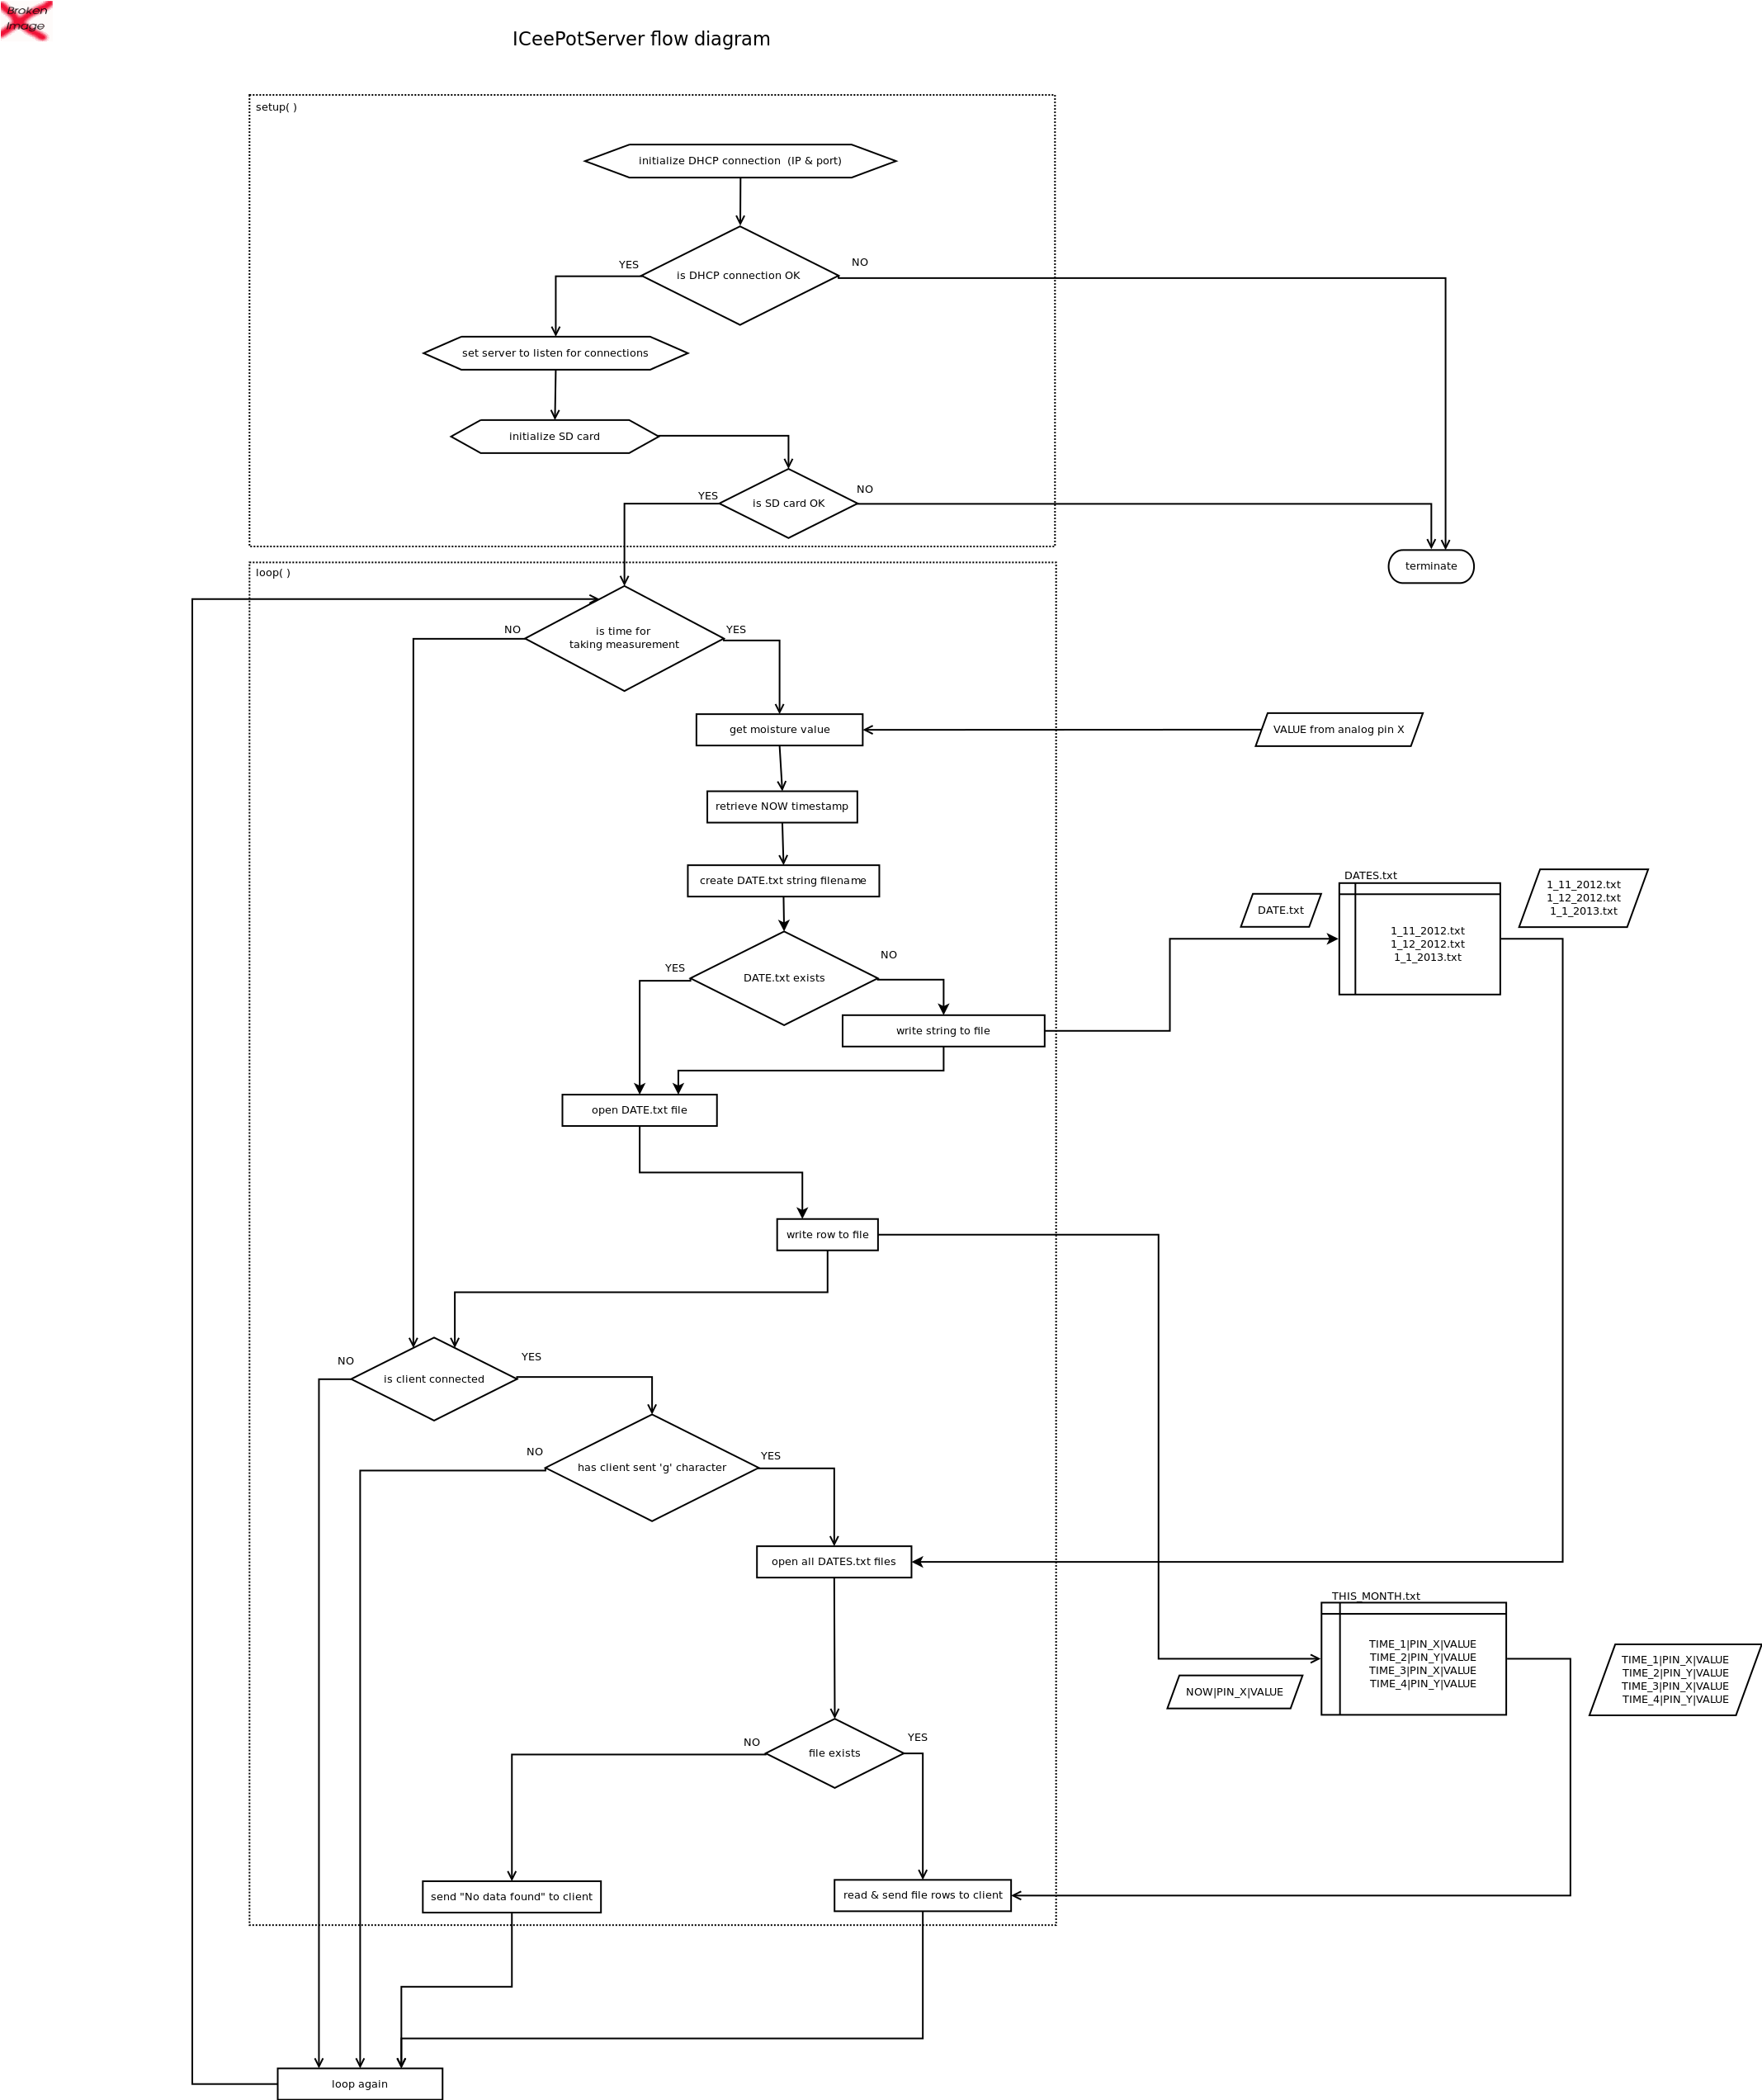 Broken
Image
ICeePotServer flow diagram
setup( )
initialize DHCP connection  (IP & port)
is DHCP connection OK
YES
NO
set server to listen for connections
initialize SD card
is SD card OK
YES
NO
terminate
loop( )
is time for
taking measurement
NO
YES
get moisture value
VALUE from analog pin X
retrieve NOW timestamp
create DATE.txt string filename
DATE.txt exists
YES
NO
write string to file
DATE.txt
DATES.txt
1_11_2012.txt
1_12_2012.txt
1_1_2013.txt
1_11_2012.txt
1_12_2012.txt
1_1_2013.txt
open DATE.txt file
write row to file
is client connected
NO
YES
has client sent 'g' character
NO
YES
open all DATES.txt files
THIS_MONTH.txt
TIME_1|PIN_X|VALUE
TIME_2|PIN_Y|VALUE
TIME_3|PIN_X|VALUE
TIME_4|PIN_Y|VALUE
NOW|PIN_X|VALUE
TIME_1|PIN_X|VALUE
TIME_2|PIN_Y|VALUE
TIME_3|PIN_X|VALUE
TIME_4|PIN_Y|VALUE
file exists
NO
YES
send "No data found" to client
read & send file rows to client
loop again